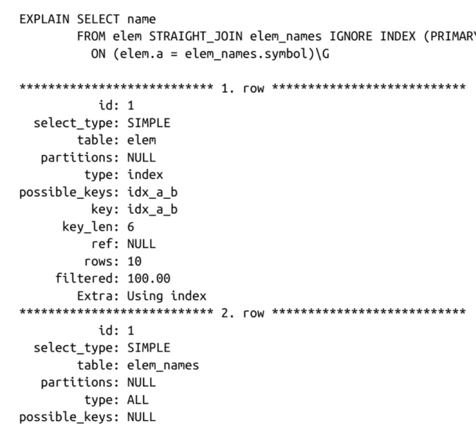 EXPLAIN SELECT name
FROM elem STRAIGHT_JOIN elem_names IGNORE INDEX (PRIMARY
ON (elem.a = elem_names.symbol)\G
*************************** 1. row ***************************
id: 1
select_type: SIMPLE
table: elem
partitions: NULL
type: index
possible_keys: idx_a_b
key: idx_a_b
key_len: 6
ref: NULL
rows: 10
filtered: 100.00
Extra: Using index
*************************** 2. row ***************************
id: 1
select_type: SIMPLE
table: elem_names
partitions: NULL
type: ALL
possible_keys: NULL